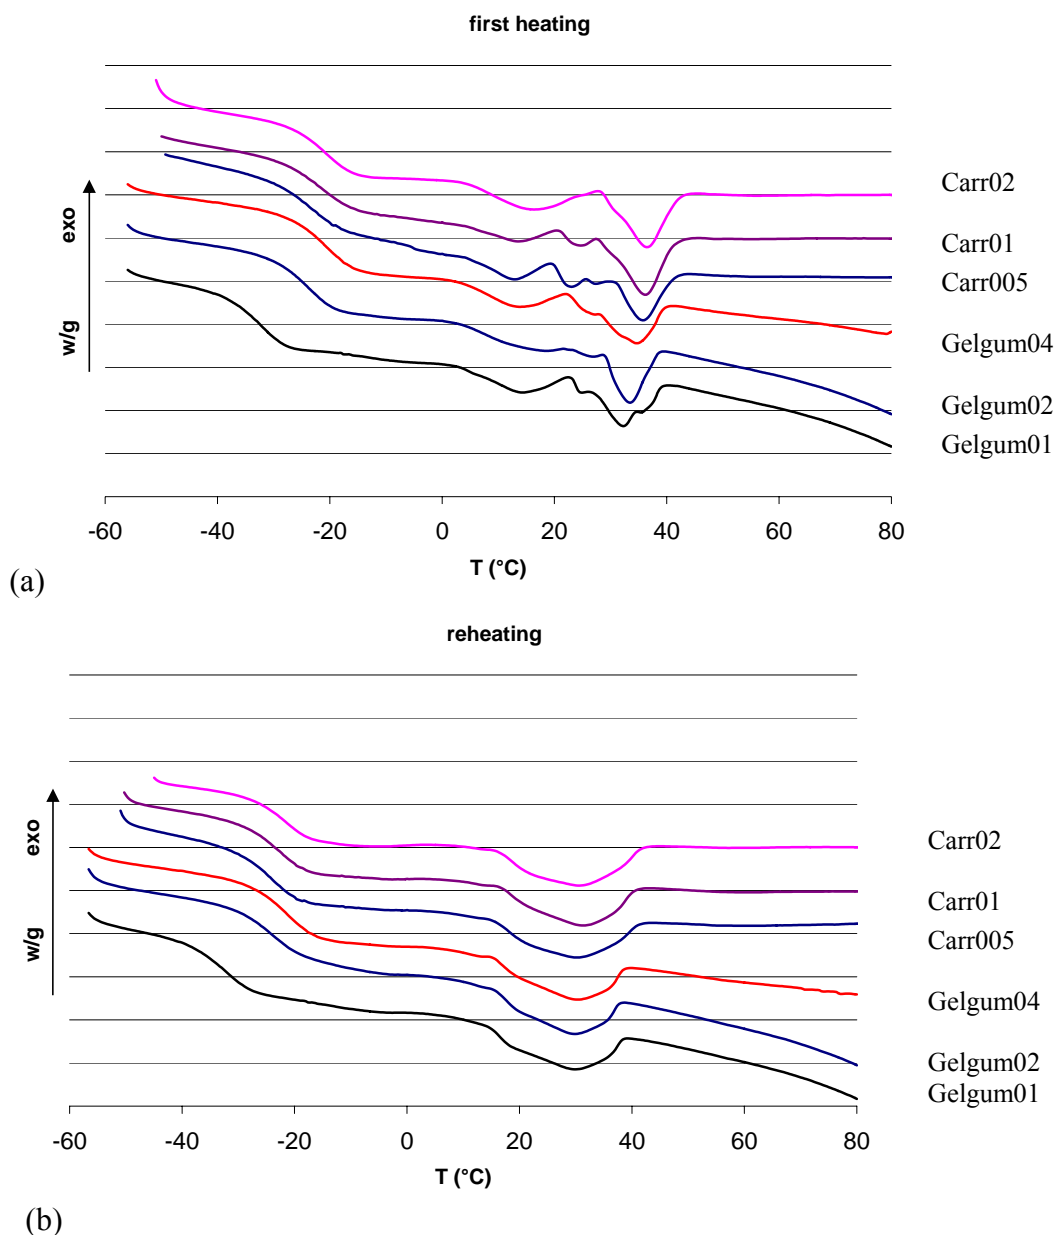 first heating
exo
w/g
Carr02
Carr01
Carr005
Gelgum04
Gelgum02
Gelgum01
-60 -40 -20 0 20 40 60 80
T (°C)
(a)
reheating
exo
w/g
Carr02
Carr01
Carr005
Gelgum04
Gelgum02
Gelgum01
-60 -40 -20 0 20 40 60 80
T (°C)
(b)